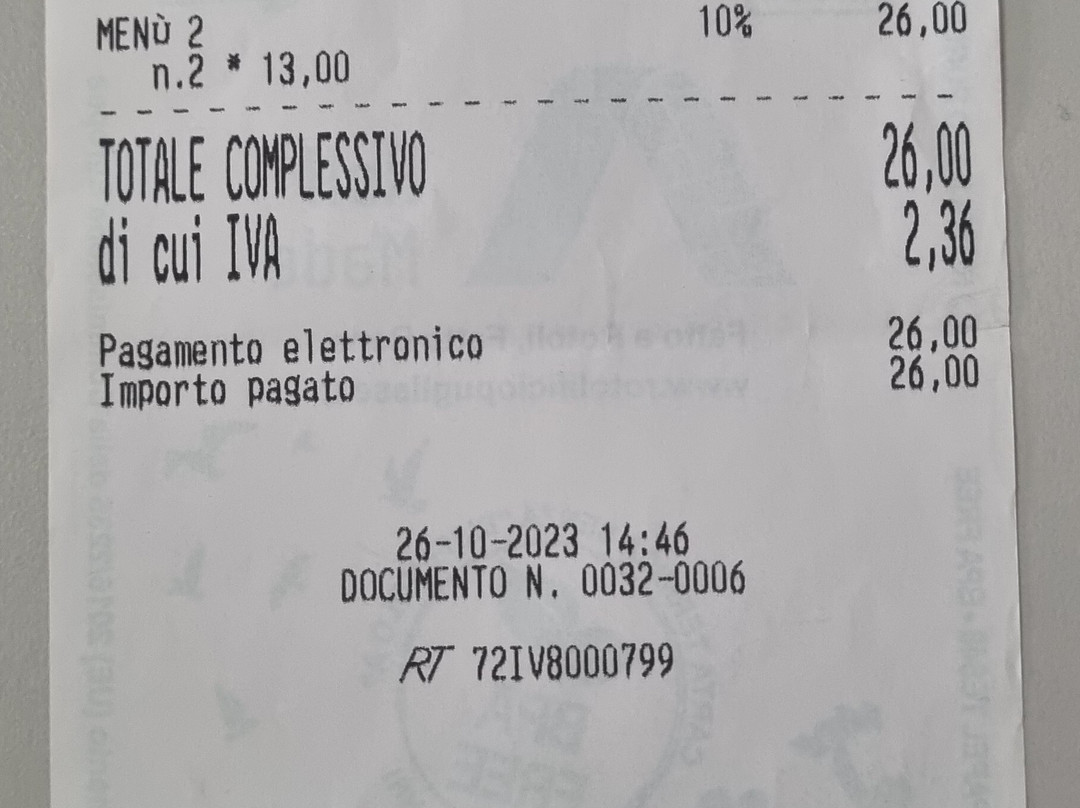 MENÙ 2 10% 26,00
n.2 * 13,00
TOTALE COMPLESSIVO 26,00
di cui IVA 2,36
Pagamento elettronico 26,00
Importo pagato 26,00
26-10-2023 14:46
DOCUMENTO N. 0032-0006
RT 72IV8000799